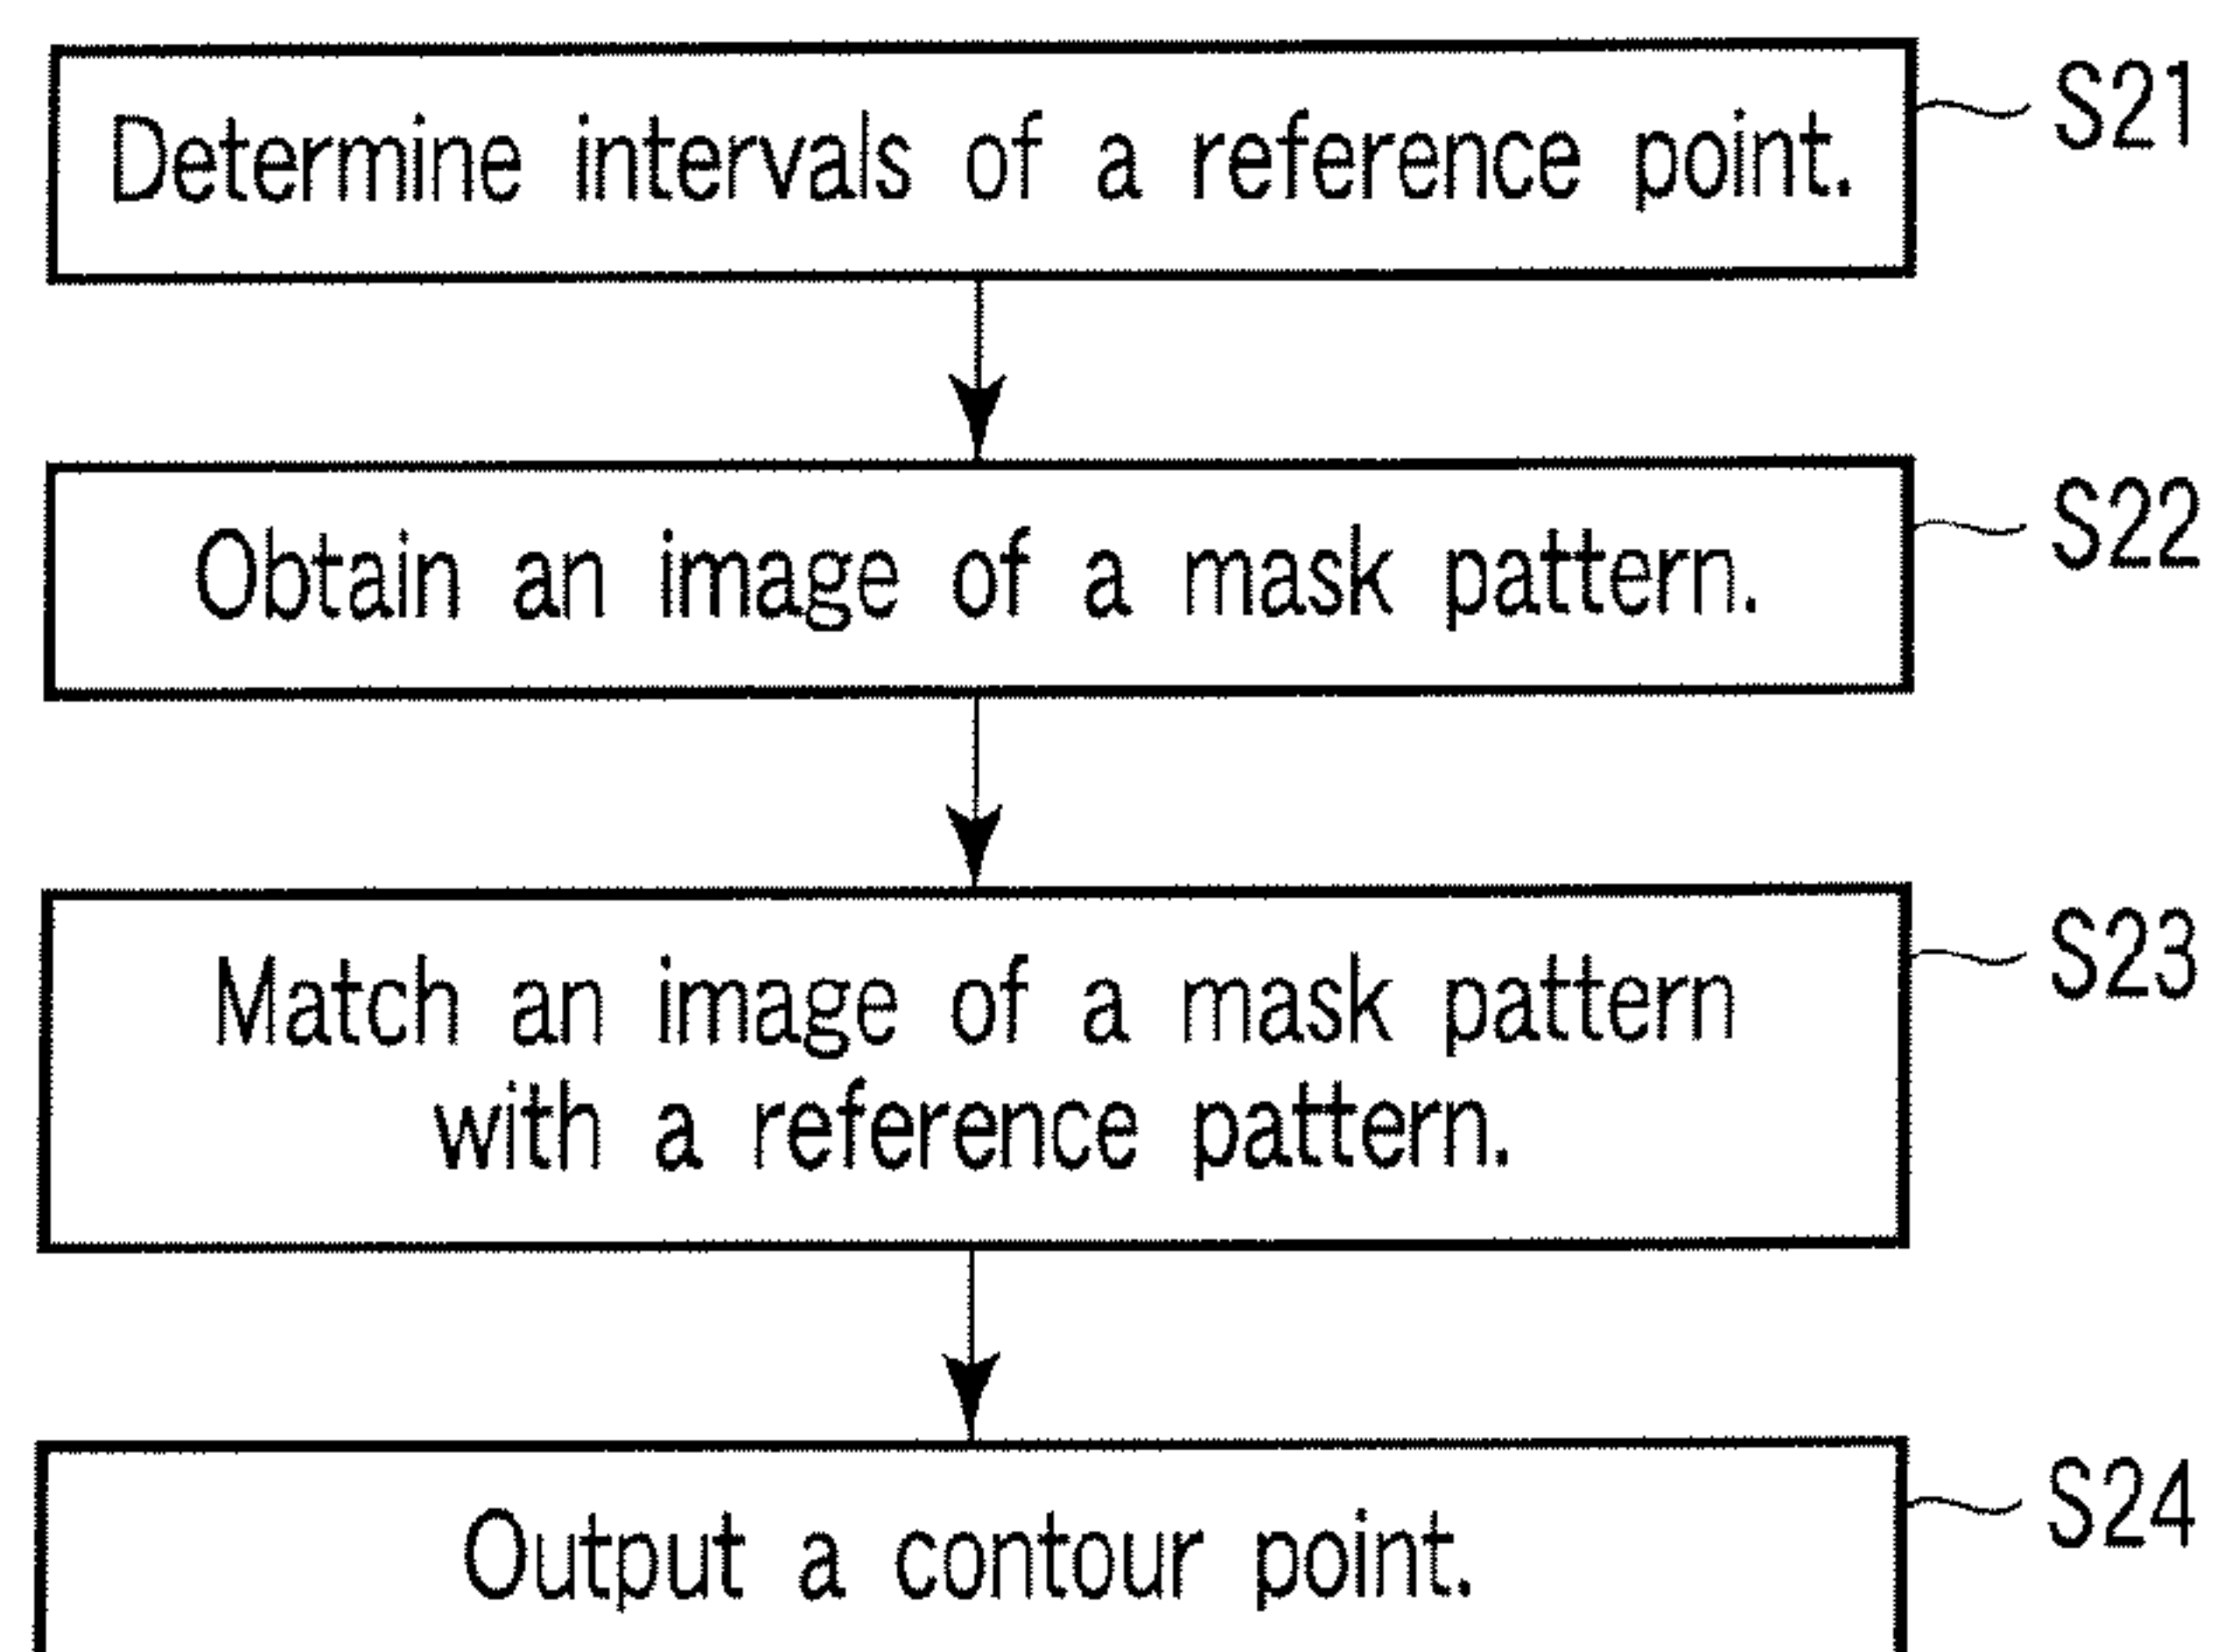 Determine intervals of a reference point.
S21
Obtain an image of a mask pattern.
S22
Match an image of a mask pattern
with a reference pattern.
S23
Output a contour point.
S24